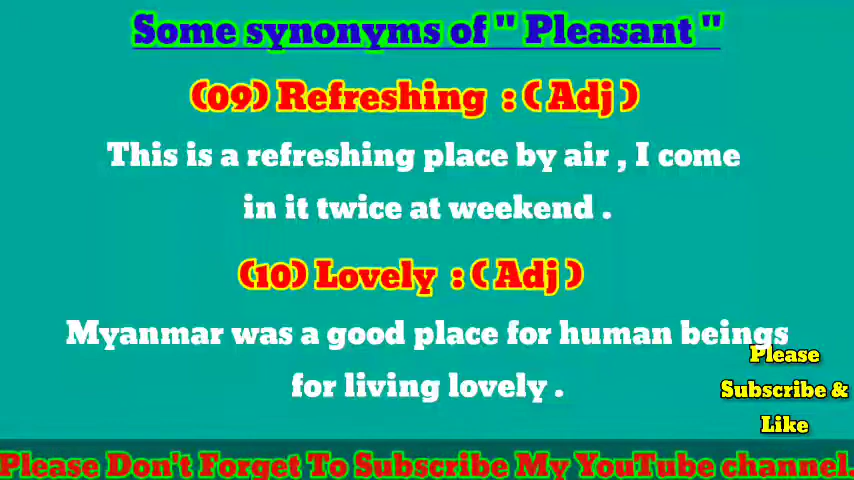 Some synonyms of " Pleasant "
(09) Refreshing : ( Adj )
This is a refreshing place by air , I come
in it twice at weekend .
(10) Lovely : ( Adj )
Myanmar was a good place for human beings
for living lovely .
Please
Subscribe &
Like
Please Don't Forget To Subscribe My YouTube channel.